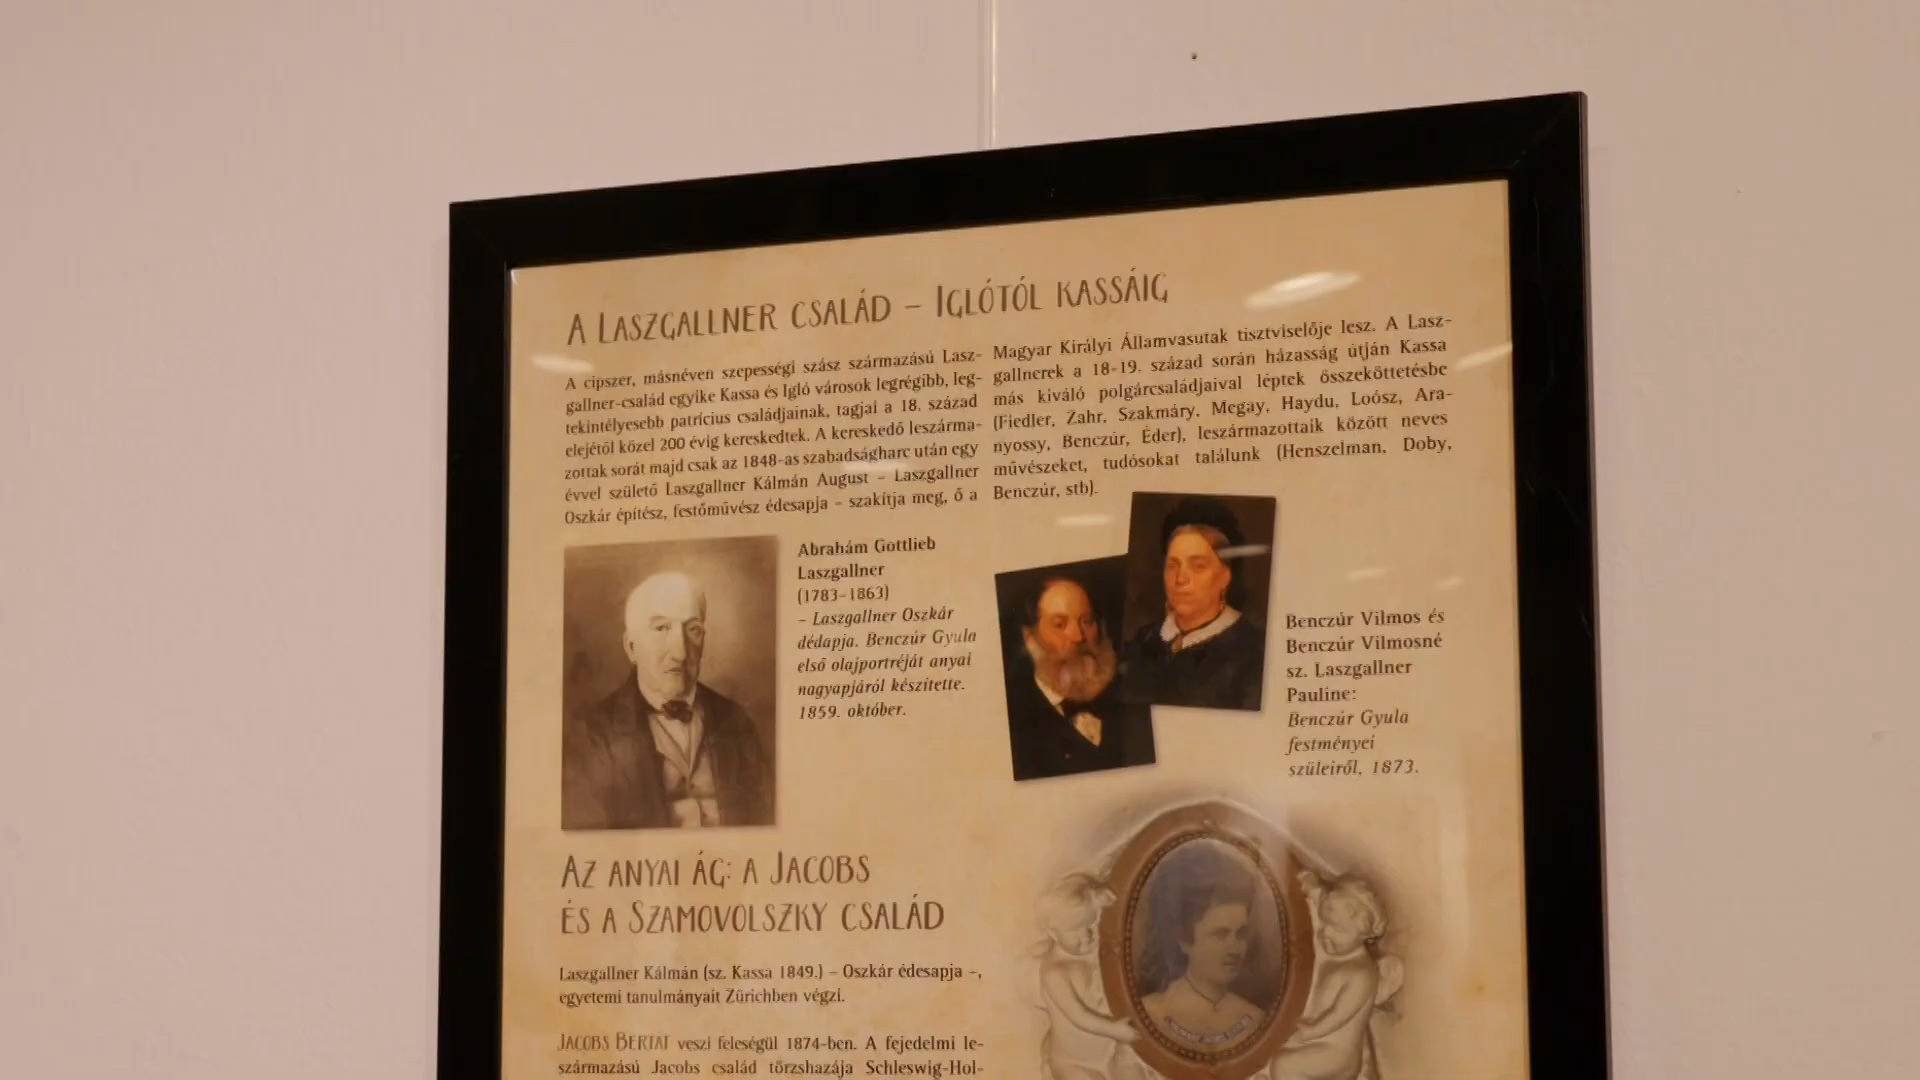 A LASZGALLNER CSALÁD – IGLÓTÓL KASSÁIG
A cipszer, másnéven szepességi szász származású Lasz-
gallner-család egyike Kassa és Igló városok legrégibb, leg-
tekintélyesebb patrícius családjainak, tagjai a 18. század
elejétől közel 200 évig kereskedtek. A kereskedő leszárma-
zottak sorát majd csak az 1848-as szabadságharc után egy
évvel születő Laszgallner Kálmán August – Laszgallner
Oszkár építész, festőművész édesapja – szakítja meg, ő a
Magyar Királyi Államvasutak tisztviselője lesz. A Lasz-
gallnerek a 18-19. század során házasság útján Kassa
más kiváló polgárcsaládjaival léptek összeköttetésbe
(Fiedler, Zahr, Szakmáry, Megay, Haydu, Loósz, Ara-
nyossy, Benczúr, Éder), leszármazottaik között neves
művészeket, tudósokat találunk (Henszelman, Doby,
Benczúr, stb).
Abrahám Gottlieb
Laszgallner
(1783–1863)
– Laszgallner Oszkár
dédapja. Benczúr Gyula
első olajportréját anyai
nagyapjáról készítette.
1859. október.
Benczúr Vilmos és
Benczúr Vilmosné
sz. Laszgallner
Pauline:
Benczúr Gyula
festményei
szüleiről, 1873.
AZ ANYAI ÁG: A JACOBS
ÉS A SZAMOVOLSZKY CSALÁD
Laszgallner Kálmán (sz. Kassa 1849.) – Oszkár édesapja –,
egyetemi tanulmányait Zürichben végzi.
JACOBS BERTÁT veszi feleségül 1874-ben. A fejedelmi le-
származású Jacobs család törzsháza Schleswig-Hol-